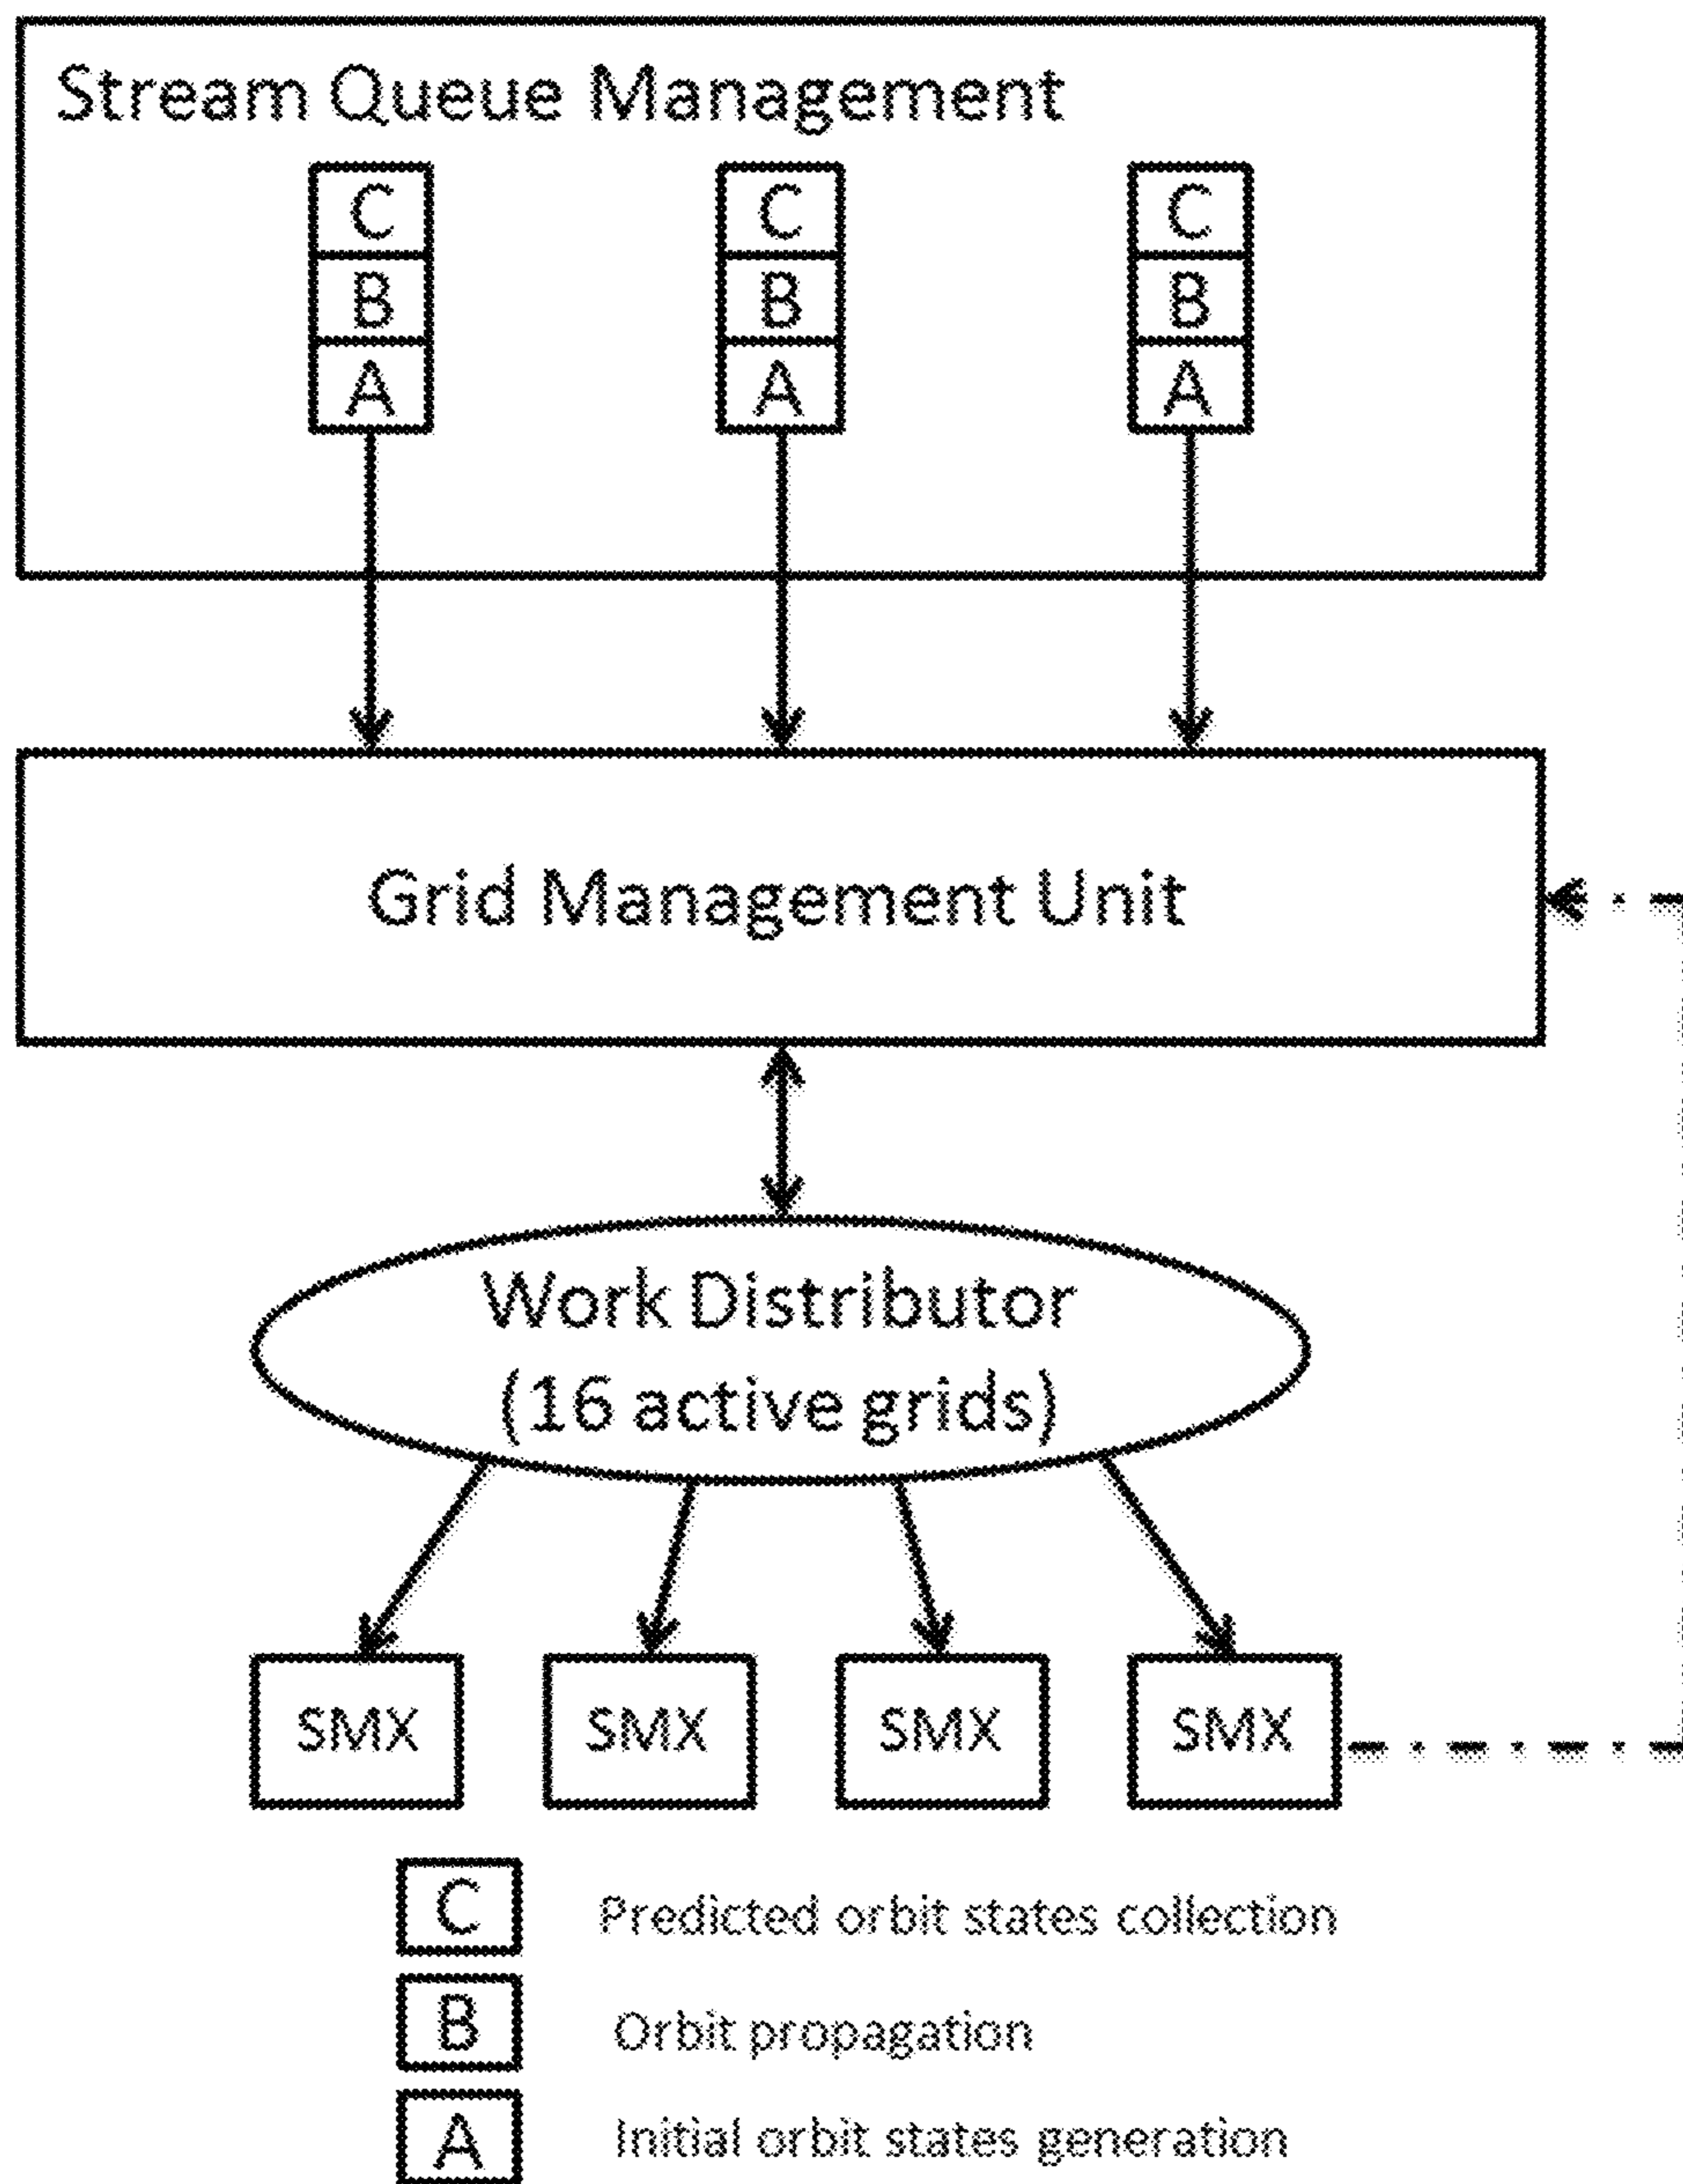 Stream Queue Management
C C C
B B B
A A A
Grid Management Unit
Work Distributor
(16 active grids)
SMX SMX SMX SMX
C Predicted orbit states collection
B Orbit propagation
A Initial orbit states generation